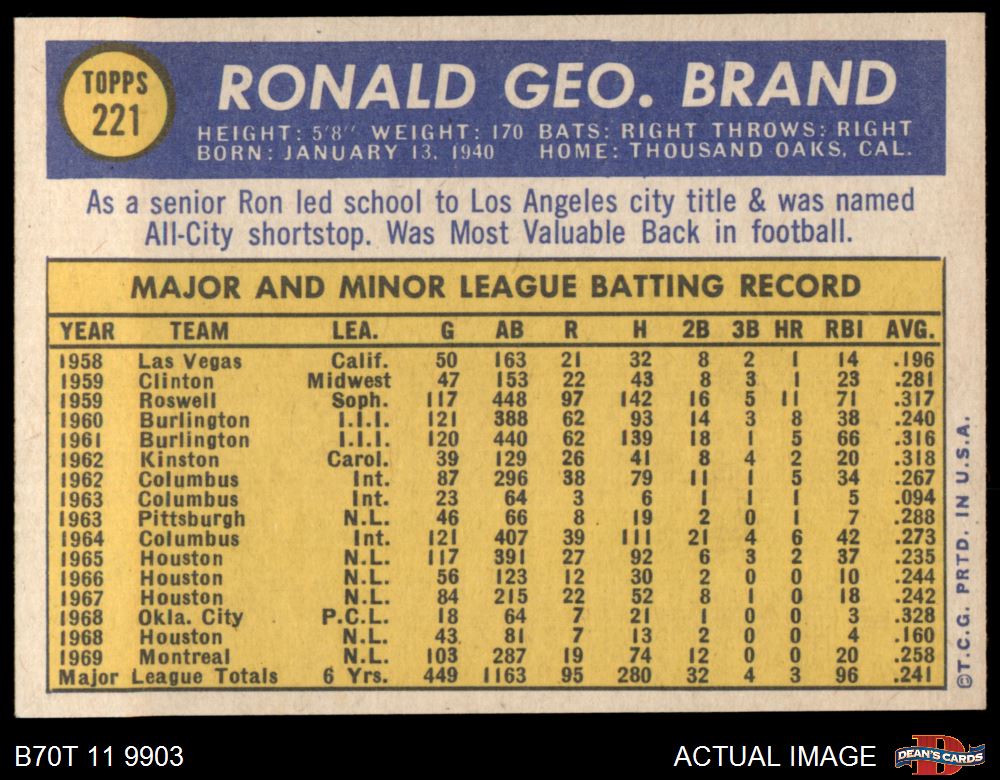 TOPPS
221
RONALD GEO. BRAND
HEIGHT: 5'8" WEIGHT: 170 BATS: RIGHT THROWS: RIGHT
BORN: JANUARY 13, 1940 HOME: THOUSAND OAKS, CAL.
As a senior Ron led school to Los Angeles city title & was named
All-City shortstop. Was Most Valuable Back in football.
MAJOR AND MINOR LEAGUE BATTING RECORD
YEAR TEAM LEA. G AB R H 2B 3B HR RBI AVG.
1958 Las Vegas Calif. 50 163 21 32 8 2 1 14 .196
1959 Clinton Midwest 47 153 22 43 8 3 1 23 .281
1959 Roswell Soph. 117 448 97 142 16 5 11 71 .317
1960 Burlington I.I.I. 121 388 62 93 14 3 8 38 .240
1961 Burlington I.I.I. 120 440 62 139 18 1 5 66 .316
1962 Kinston Carol. 39 129 26 41 8 4 2 20 .318
1962 Columbus Int. 87 296 38 79 11 1 5 34 .267
1963 Columbus Int. 23 64 3 6 1 1 1 5 .094
1963 Pittsburgh N.L. 46 66 8 19 2 0 1 7 .288
1964 Columbus Int. 121 407 39 111 21 4 6 42 .273
1965 Houston N.L. 117 391 27 92 6 3 2 37 .235
1966 Houston N.L. 56 123 12 30 2 0 0 10 .244
1967 Houston N.L. 84 215 22 52 8 1 0 18 .242
1968 Okla. City P.C.L. 18 64 7 21 1 0 0 3 .328
1968 Houston N.L. 43 81 7 13 2 0 0 4 .160
1969 Montreal N.L. 103 287 19 74 12 0 0 20 .258
Major League Totals 6 Yrs. 449 1163 95 280 32 4 3 96 .241
©T.C.G. PRTD. IN U.S.A.
B70T 11 9903
ACTUAL IMAGE
DEAN'S CARDS